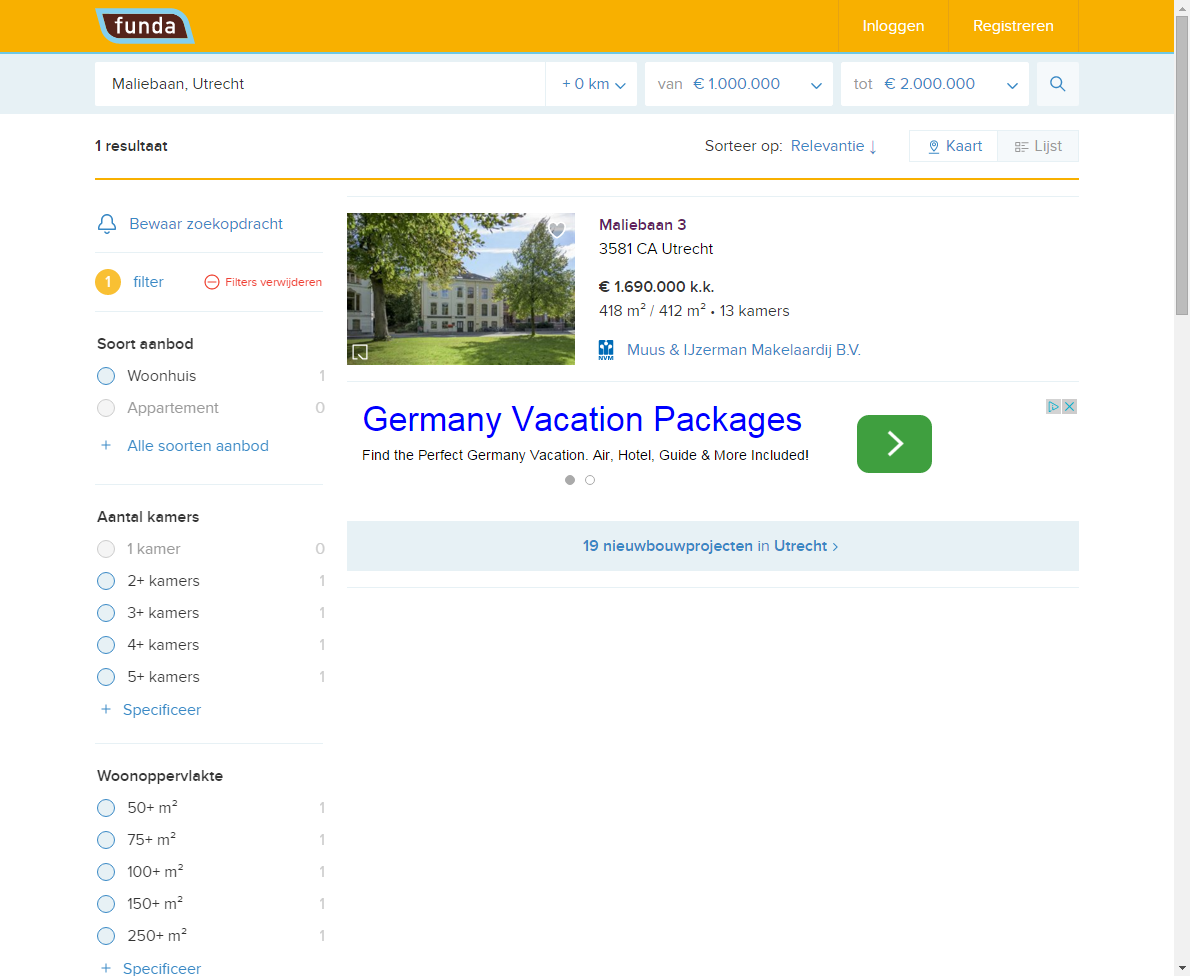 funda
Inloggen
Registreren
Maliebaan, Utrecht
+ 0 km
van € 1.000.000
tot € 2.000.000
1 resultaat
Sorteer op: Relevantie ↓
Kaart
Lijst
Bewaar zoekopdracht
1 filter
Filters verwijderen
Soort aanbod
Woonhuis 1
Appartement 0
+ Alle soorten aanbod
Aantal kamers
1 kamer 0
2+ kamers 1
3+ kamers 1
4+ kamers 1
5+ kamers 1
+ Specificeer
Woonoppervlakte
50+ m² 1
75+ m² 1
100+ m² 1
150+ m² 1
250+ m² 1
+ Specificeer
Maliebaan 3
3581 CA Utrecht
€ 1.690.000 k.k.
418 m² / 412 m² • 13 kamers
NVM
Muus & IJzerman Makelaardij B.V.
Germany Vacation Packages
Find the Perfect Germany Vacation. Air, Hotel, Guide & More Included!
19 nieuwbouwprojecten in Utrecht ›